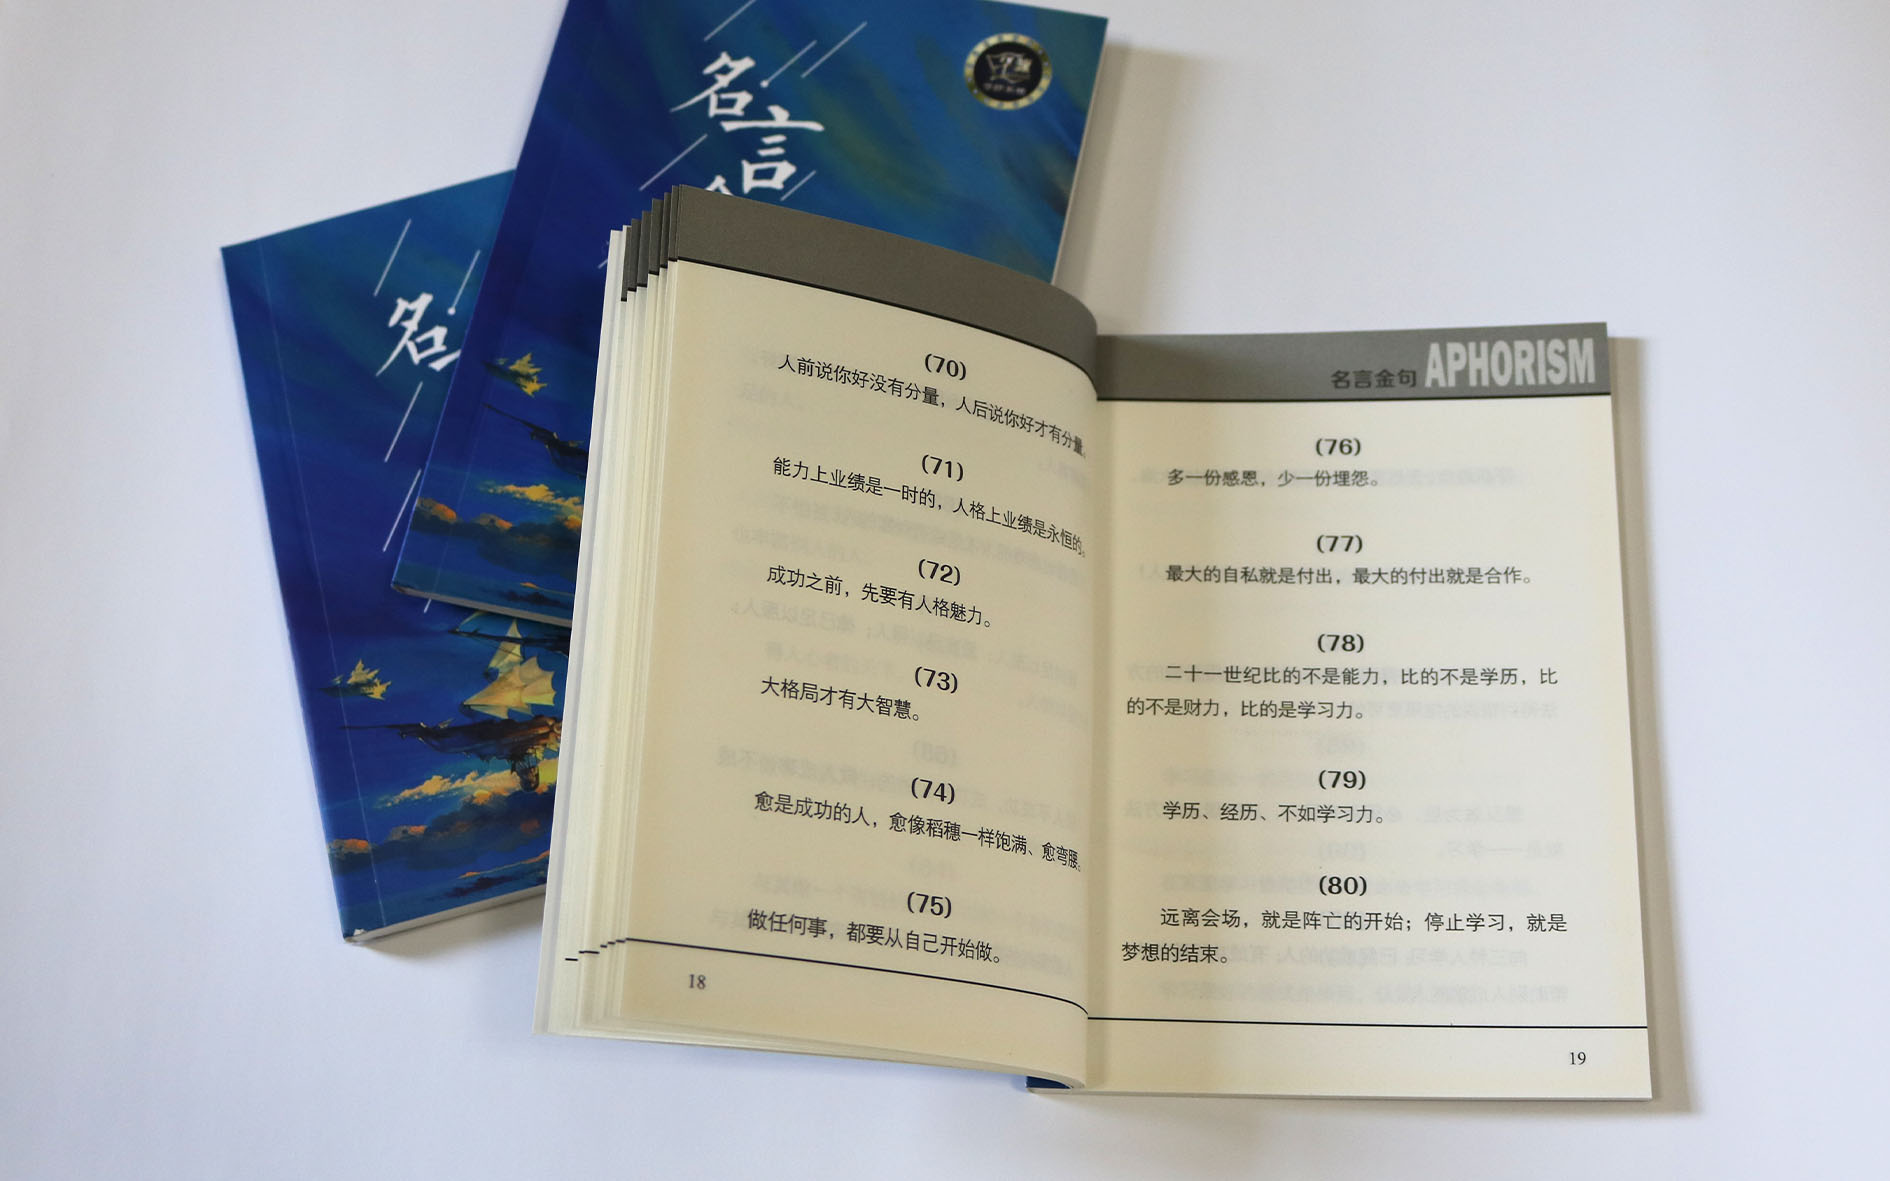 名言
名
(70)
人前说你好没有分量，人后说你好才有分量。
(71)
能力上业绩是一时的，人格上业绩是永恒的。
(72)
成功之前，先要有人格魅力。
(73)
大格局才有大智慧。
(74)
愈是成功的人，愈像稻穗一样饱满、愈弯腰。
(75)
做任何事，都要从自己开始做。
18
名言金句 APHORISM
(76)
多一份感恩，少一份埋怨。
(77)
最大的自私就是付出，最大的付出就是合作。
(78)
二十一世纪比的不是能力，比的不是学历，比
的不是财力，比的是学习力。
(79)
学历、经历、不如学习力。
(80)
远离会场，就是阵亡的开始；停止学习，就是
梦想的结束。
19